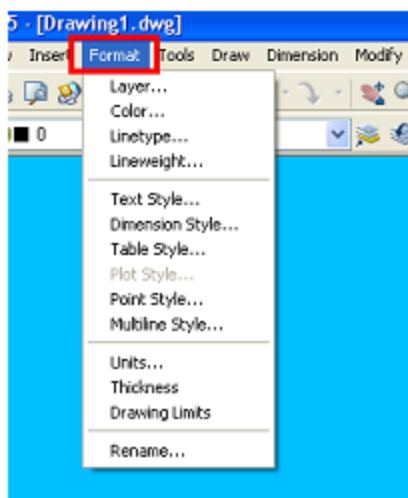 5 - [Drawing1.dwg]
Insert Format Tools Draw Dimension Modify
Layer...
Color...
0
Linetype...
Lineweight...
Text Style...
Dimension Style...
Table Style...
Plot Style...
Point Style...
Multiline Style...
Units...
Thickness
Drawing Limits
Rename...